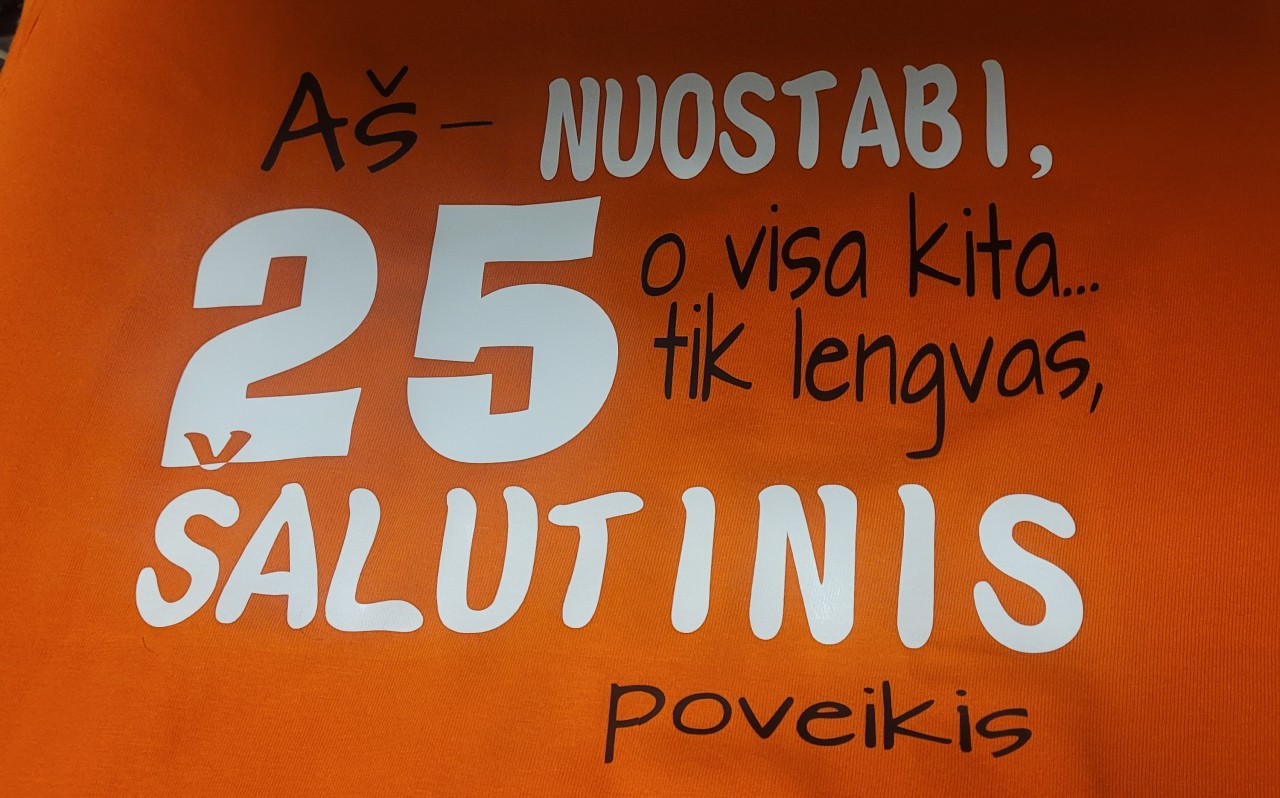 Aš – NUOSTABI,
25 o visa kita...
tik lengvas,
ŠALUTINIS
poveikis